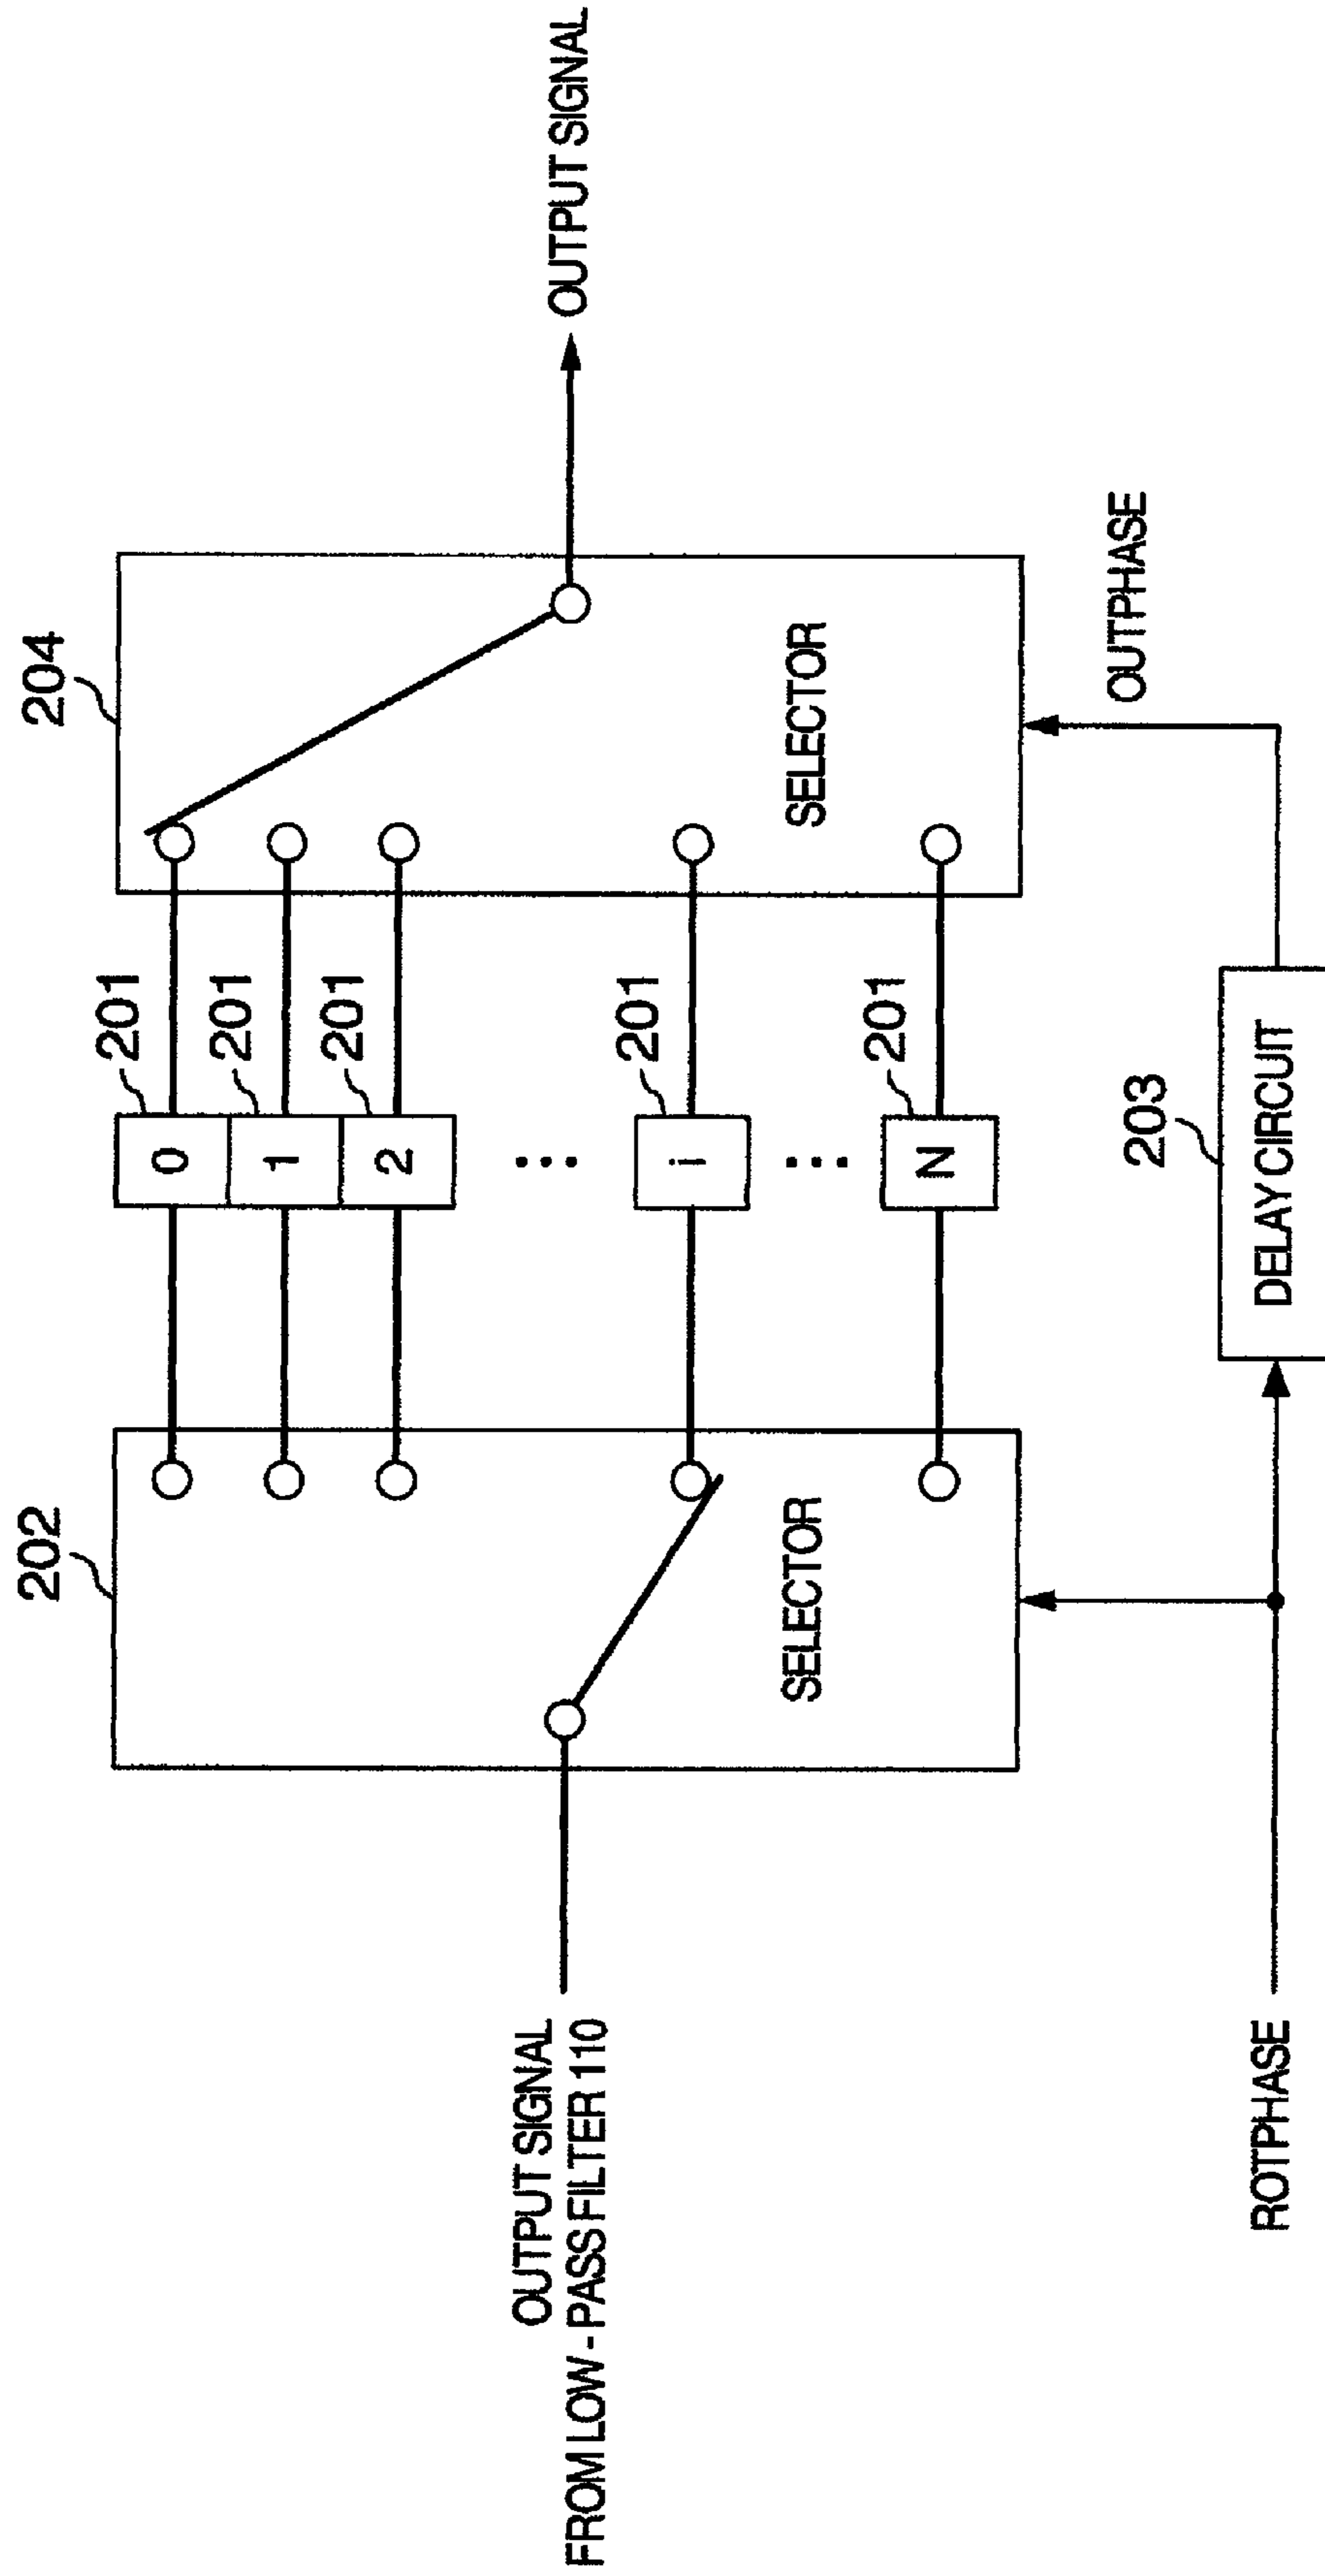 202
204
201
201
201
201
201
0
1
2
...
i
...
N
SELECTOR
SELECTOR
OUTPUT SIGNAL
FROM LOW - PASS FILTER 110
OUTPUT SIGNAL
ROTPHASE
203
DELAY CIRCUIT
OUTPHASE